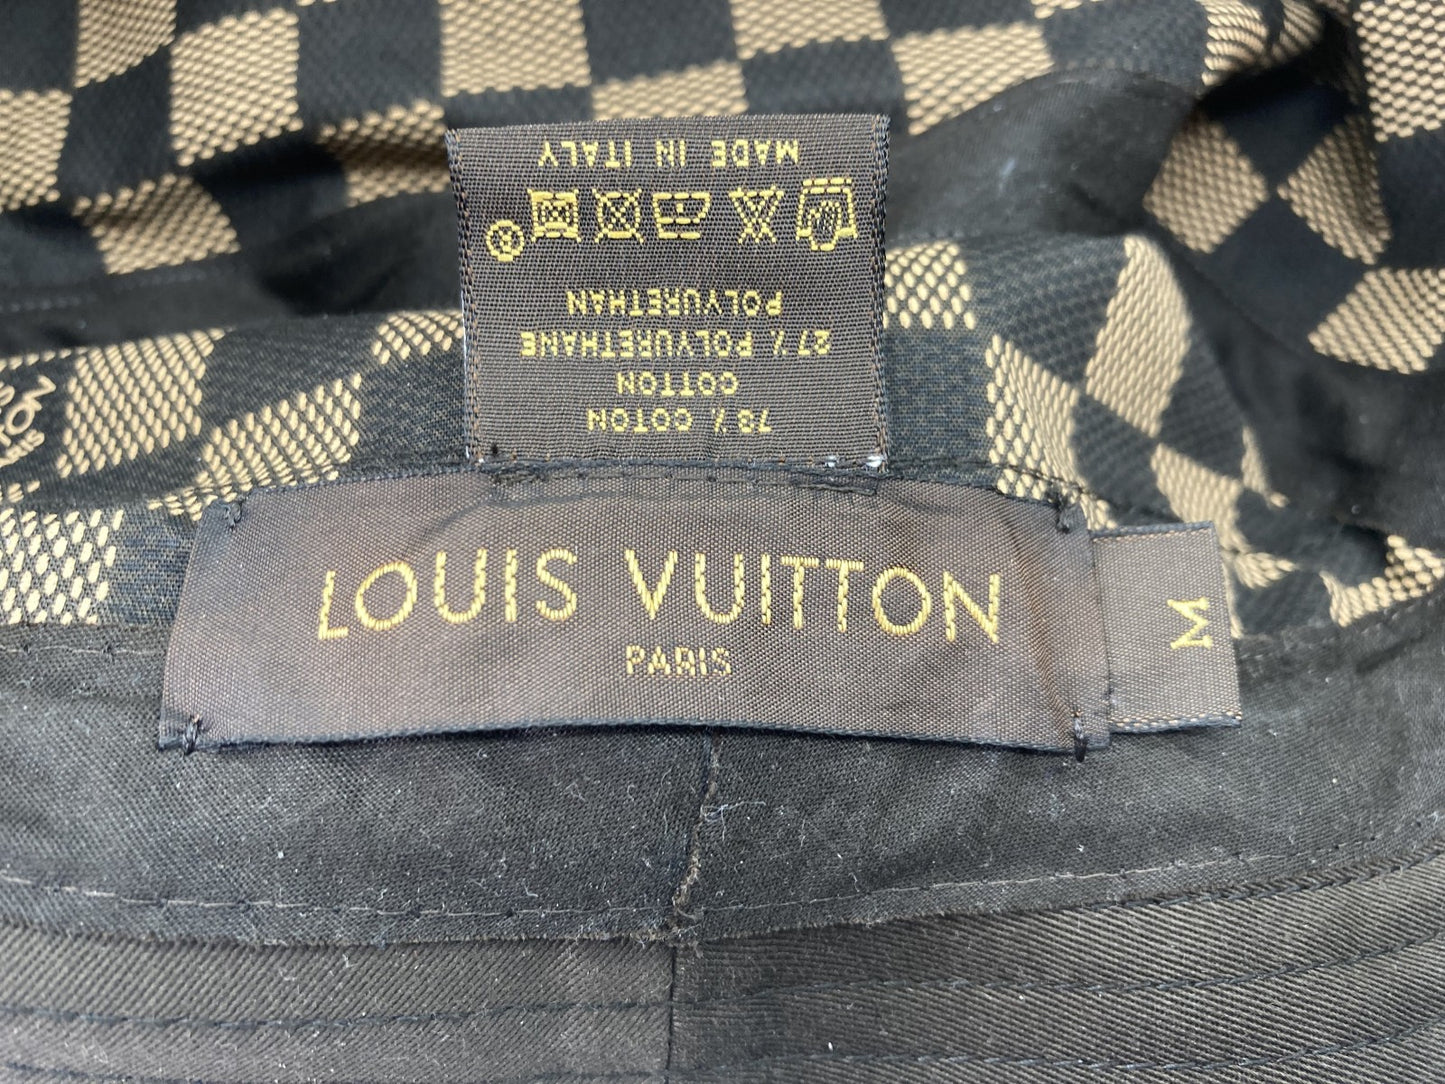 LOUIS VUITTON
PARIS
M
73 % COTON
COTTON
27 % POLYURETHANE
POLYURETHAN
MADE IN ITALY